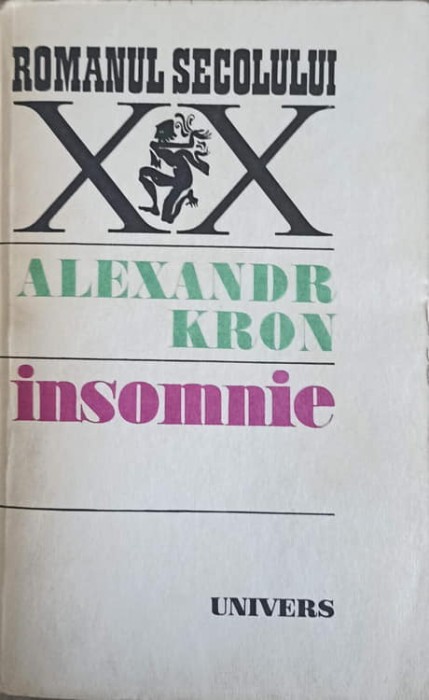 ROMANUL SECOLULUI
XX
ALEXANDR
KRON
insomnie
UNIVERS